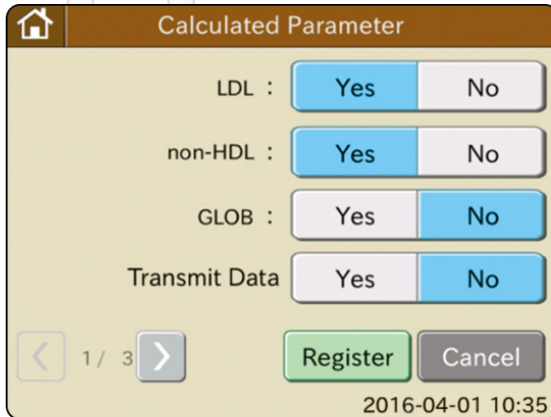 Calculated Parameter
LDL : Yes No
non-HDL : Yes No
GLOB : Yes No
Transmit Data Yes No
1/ 3 Register Cancel
2016-04-01 10:35